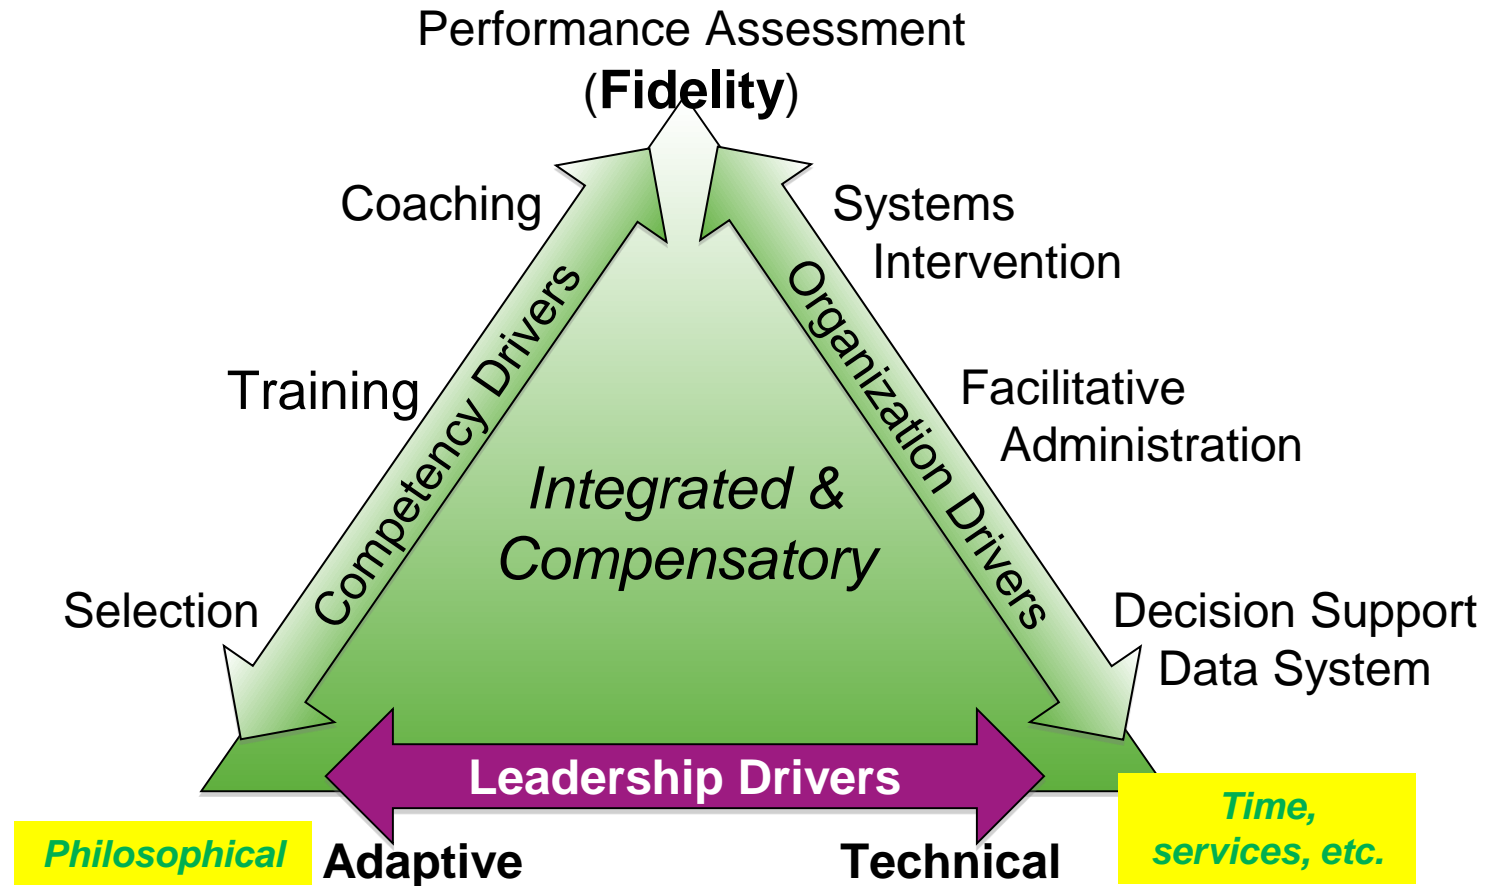 Performance Assessment
(Fidelity)
Coaching
Systems
Intervention
Competency Drivers
Organization Drivers
Training
Facilitative
Administration
Integrated &
Compensatory
Selection
Decision Support
Data System
Leadership Drivers
Philosophical
Adaptive
Technical
Time,
services, etc.